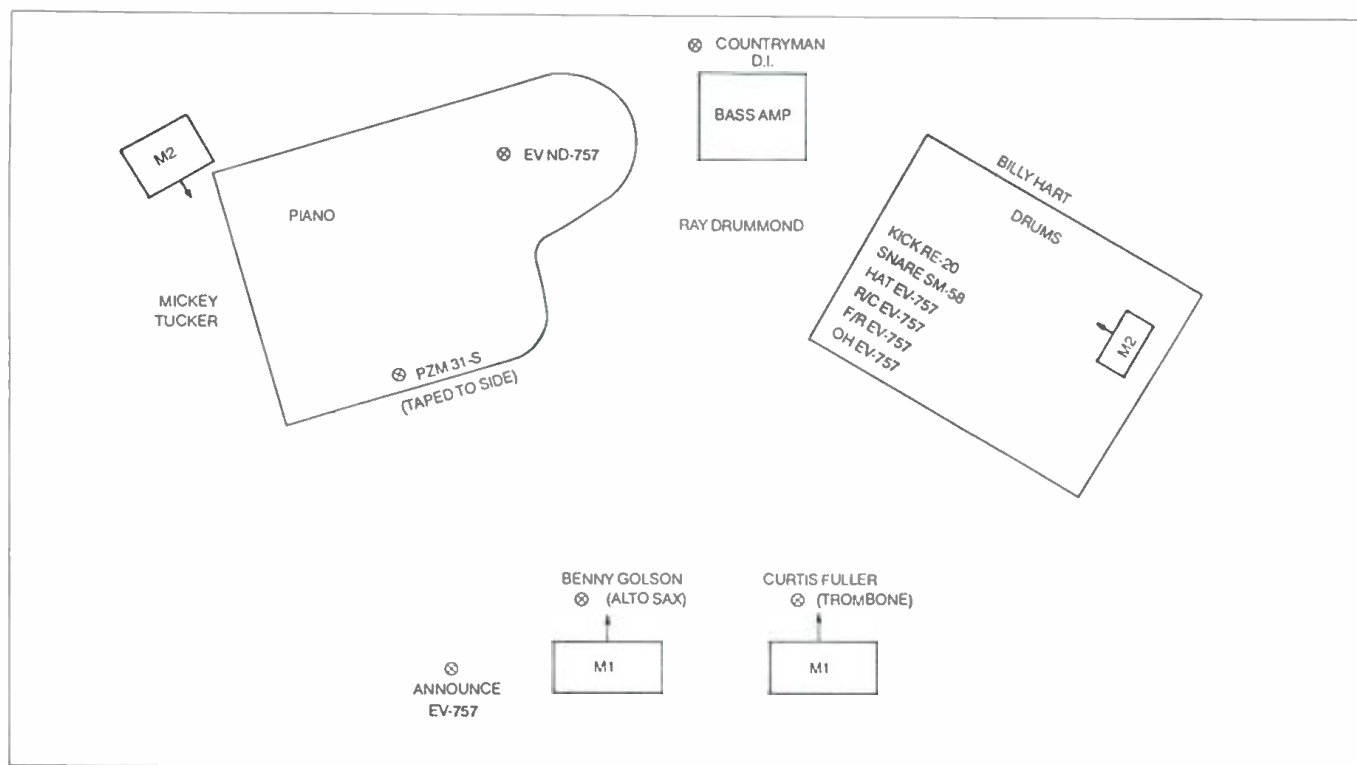 COUNTRYMAN
D.I.
BASS AMP
M2
EV ND-757
PIANO
BILLY HART
DRUMS
RAY DRUMMOND
KICK RE-20
SNARE SM-58
HAT EV-757
R/C EV-757
F/R EV-757
OH EV-757
M2
MICKEY
TUCKER
PZM 31-S
(TAPED TO SIDE)
BENNY GOLSON
(ALTO SAX)
CURTIS FULLER
(TROMBONE)
M1
M1
ANNOUNCE
EV-757